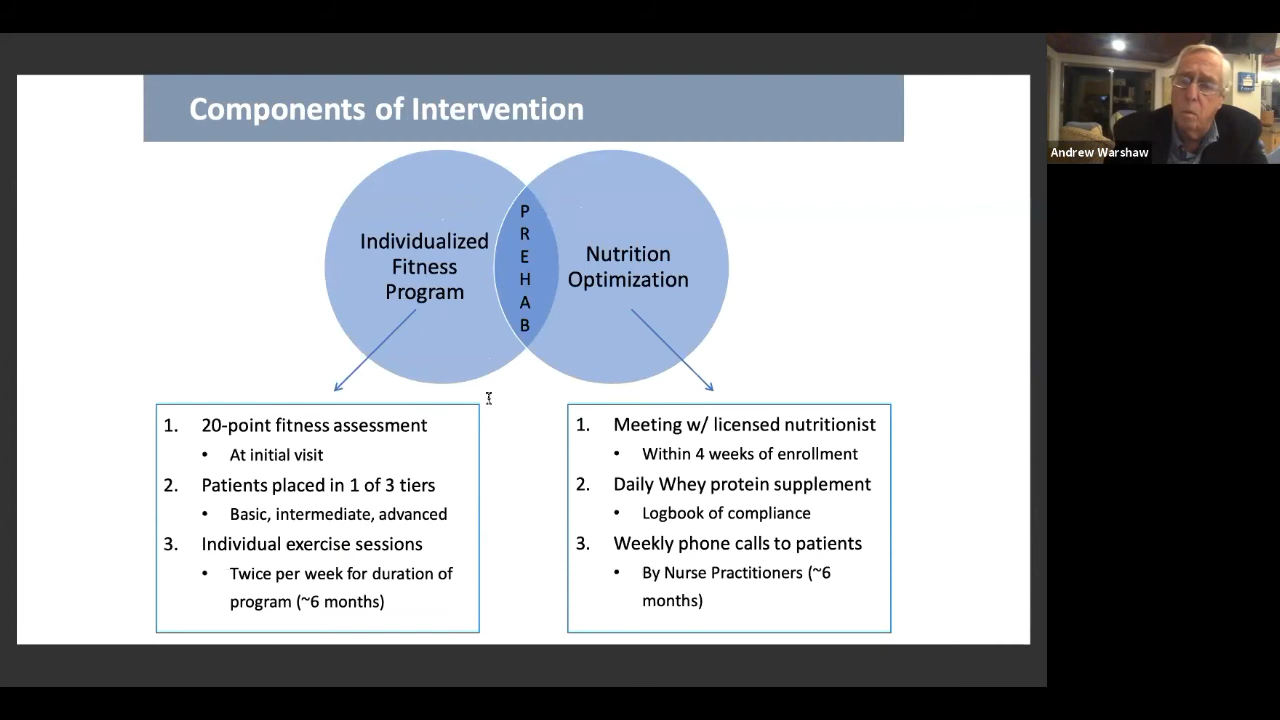 Components of Intervention
Individualized
Fitness
Program
P
R
E
H
A
B
Nutrition
Optimization
1. 20-point fitness assessment
• At initial visit
2. Patients placed in 1 of 3 tiers
• Basic, intermediate, advanced
3. Individual exercise sessions
• Twice per week for duration of
program (~6 months)
1. Meeting w/ licensed nutritionist
• Within 4 weeks of enrollment
2. Daily Whey protein supplement
• Logbook of compliance
3. Weekly phone calls to patients
• By Nurse Practitioners (~6
months)
Andrew Warshaw